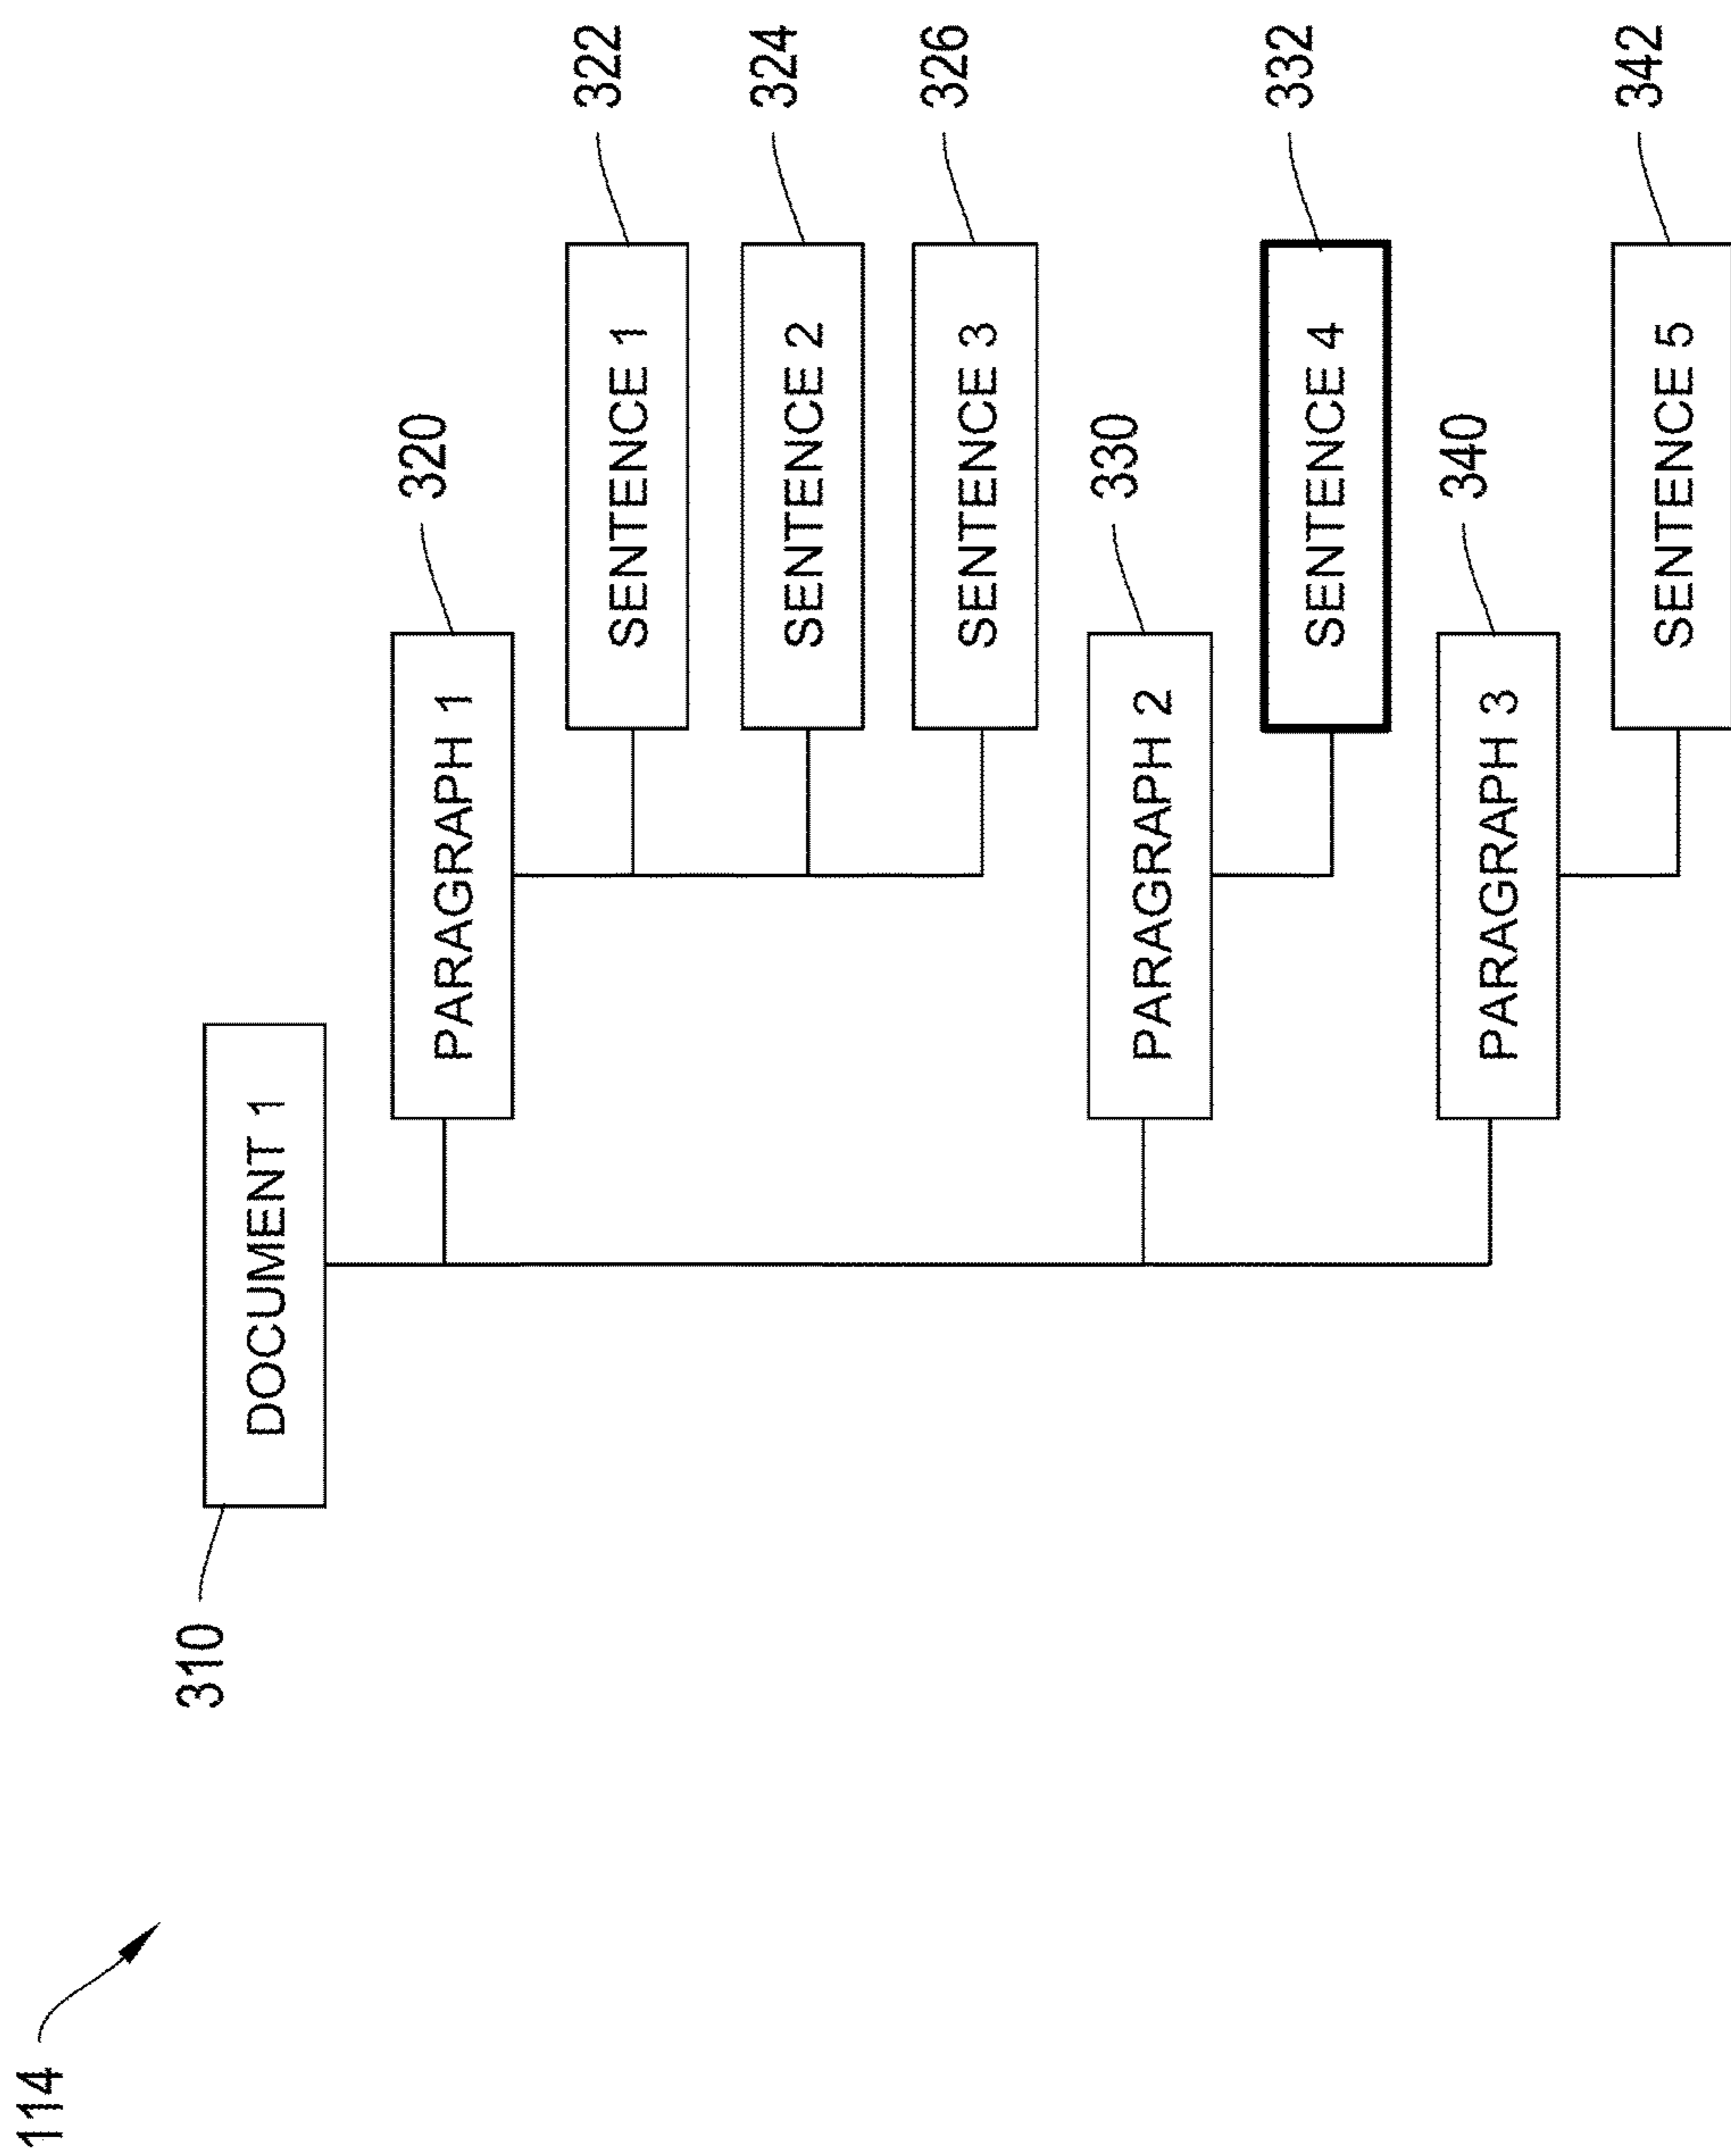 114
310
DOCUMENT 1
PARAGRAPH 1
320
SENTENCE 1
322
SENTENCE 2
324
SENTENCE 3
326
PARAGRAPH 2
330
SENTENCE 4
332
PARAGRAPH 3
340
SENTENCE 5
342